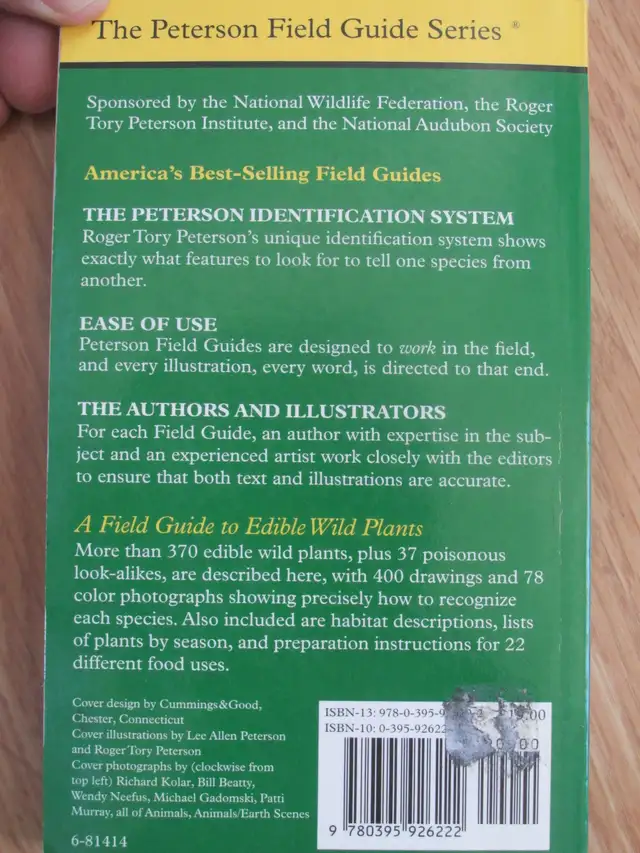 The Peterson Field Guide Series ®
Sponsored by the National Wildlife Federation, the Roger
Tory Peterson Institute, and the National Audubon Society
America's Best-Selling Field Guides
THE PETERSON IDENTIFICATION SYSTEM
Roger Tory Peterson's unique identification system shows
exactly what features to look for to tell one species from
another.
EASE OF USE
Peterson Field Guides are designed to work in the field,
and every illustration, every word, is directed to that end.
THE AUTHORS AND ILLUSTRATORS
For each Field Guide, an author with expertise in the sub-
ject and an experienced artist work closely with the editors
to ensure that both text and illustrations are accurate.
A Field Guide to Edible Wild Plants
More than 370 edible wild plants, plus 37 poisonous
look-alikes, are described here, with 400 drawings and 78
color photographs showing precisely how to recognize
each species. Also included are habitat descriptions, lists
of plants by season, and preparation instructions for 22
different food uses.
Cover design by Cummings&Good,
Chester, Connecticut
Cover illustrations by Lee Allen Peterson
and Roger Tory Peterson
Cover photographs by (clockwise from
top left) Richard Kolar, Bill Beatty,
Wendy Neefus, Michael Gadomski, Patti
Murray, all of Animals, Animals/Earth Scenes
6-81414
ISBN-13: 978-0-395-9
ISBN-10: 0-395-92622
9 780395 926222